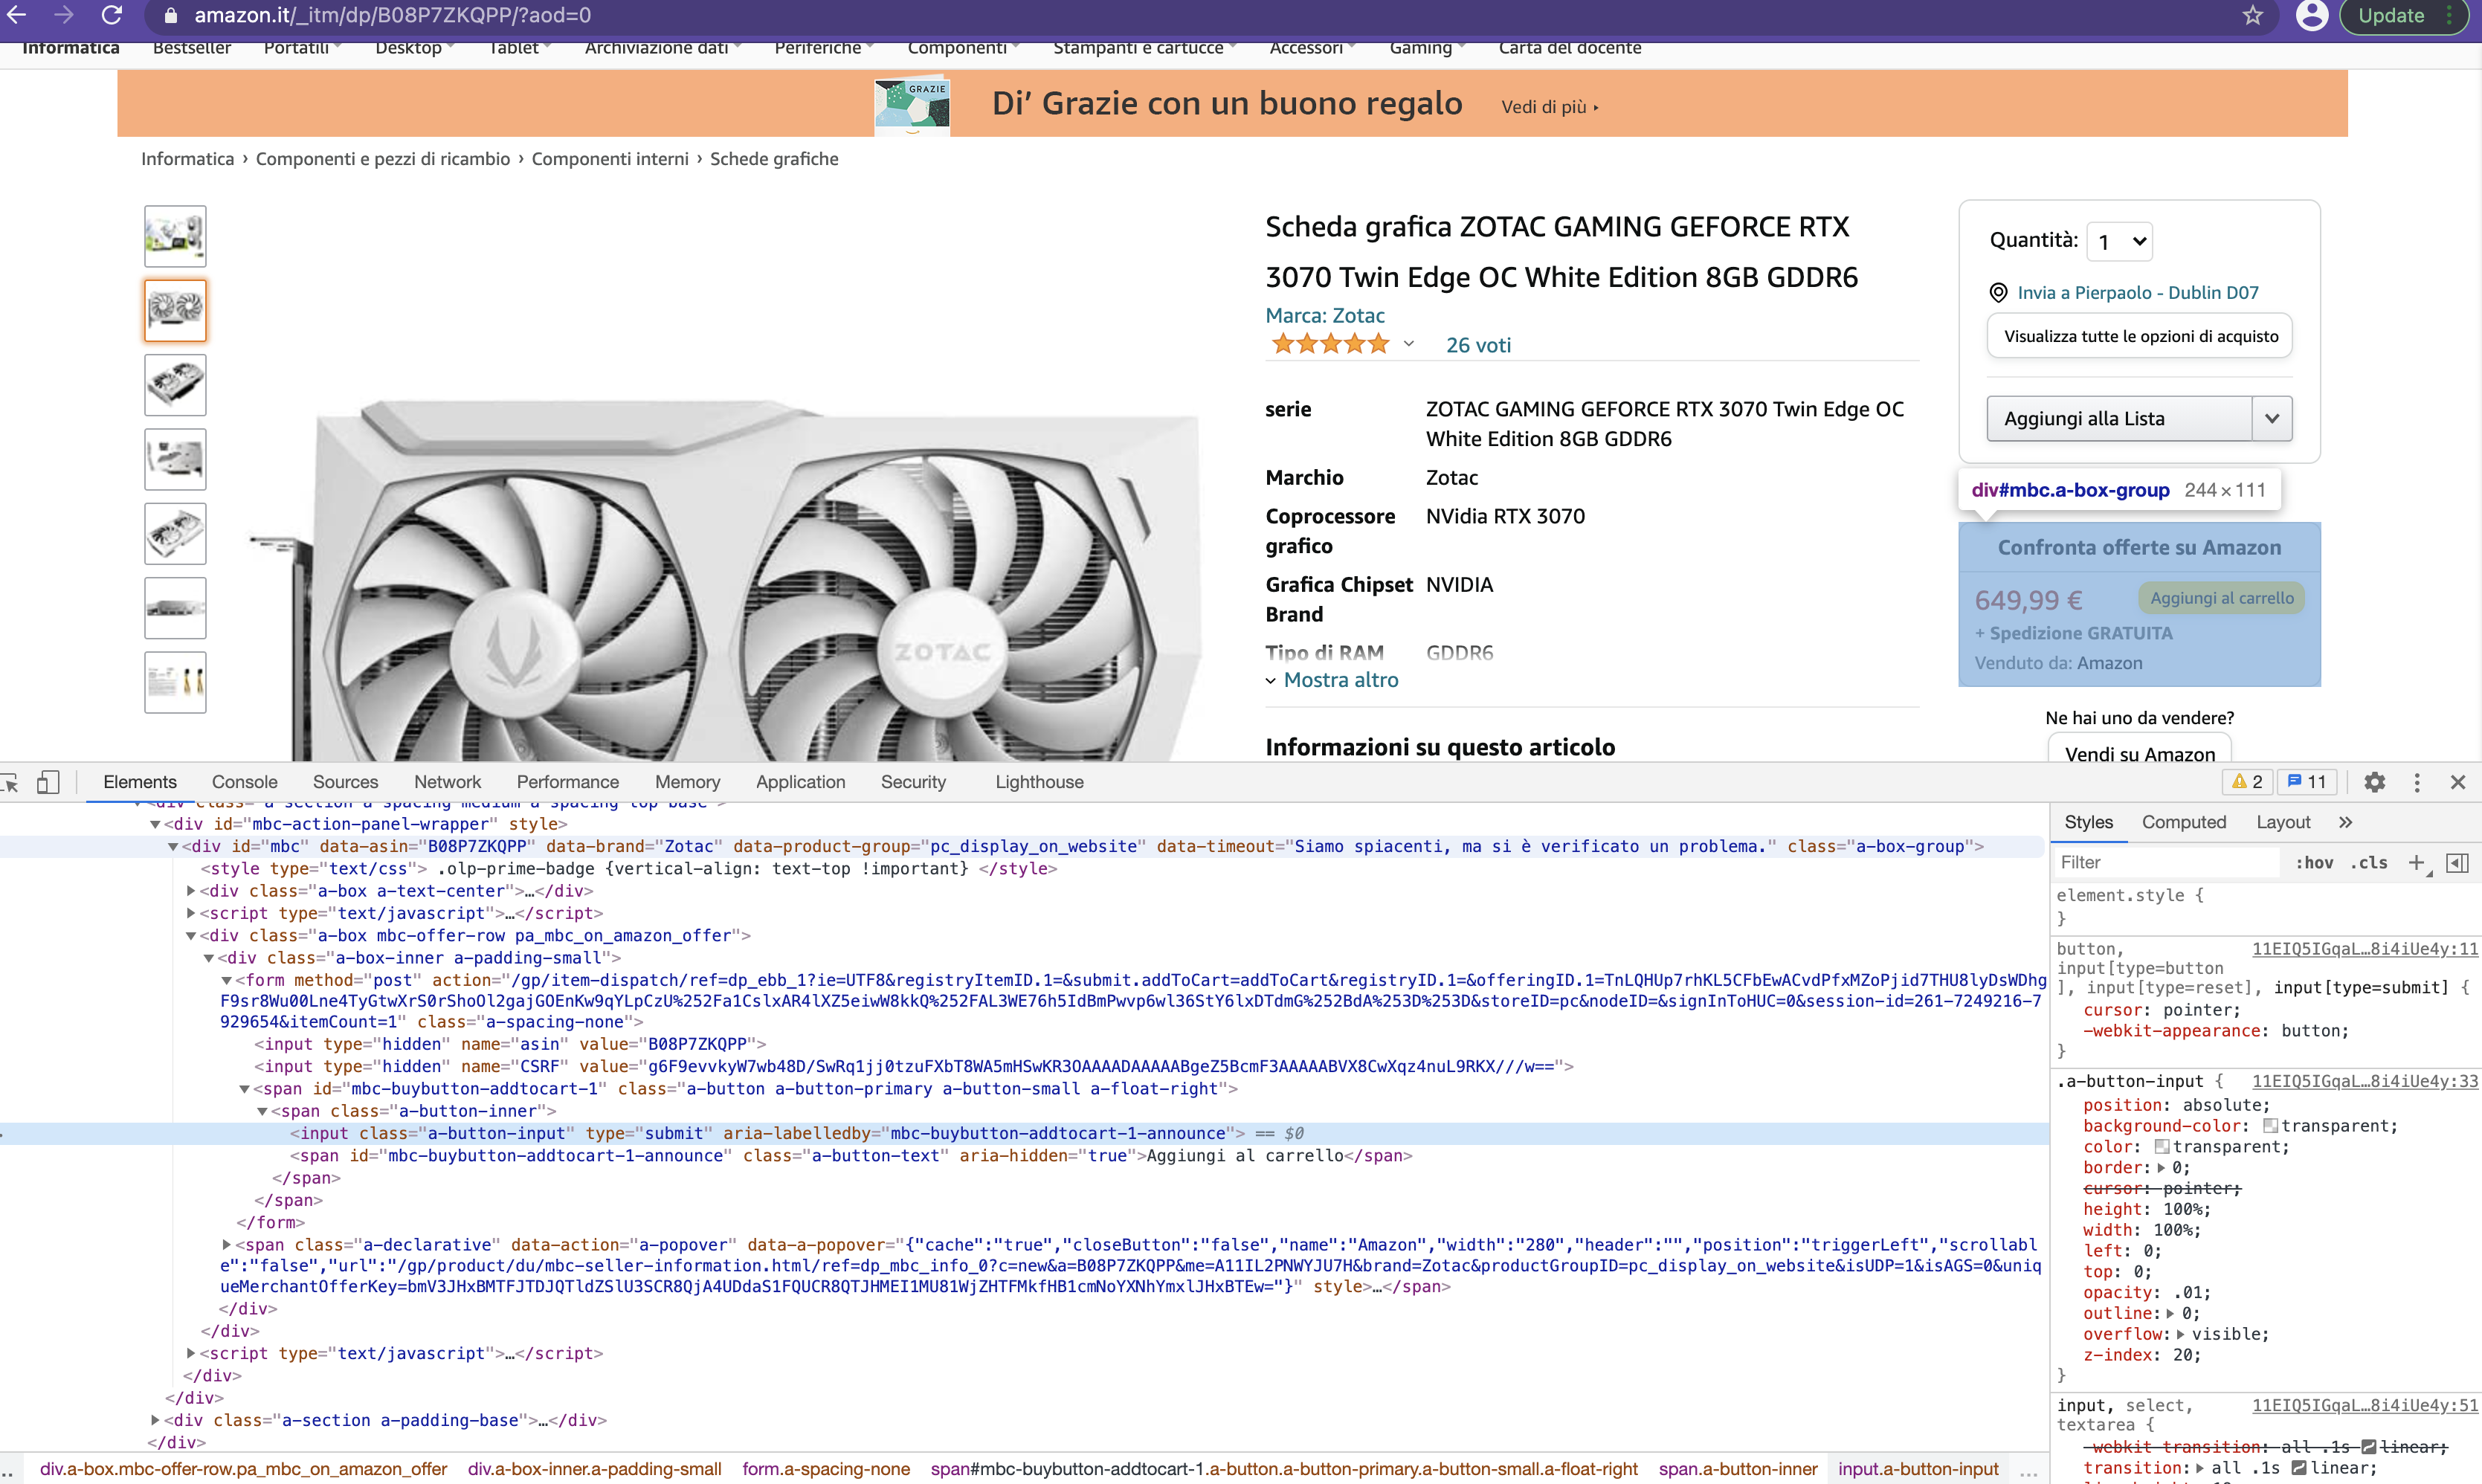 amazon.it/_itm/dp/B08P7ZKQPP/?aod=0
Update
Informatica Bestseller Portatili Desktop Tablet Archiviazione dati Periferiche Componenti Stampanti e cartucce Accessori Gaming Carta del docente
GRAZIE
Di’ Grazie con un buono regalo Vedi di più ▸
Informatica › Componenti e pezzi di ricambio › Componenti interni › Schede grafiche
Scheda grafica ZOTAC GAMING GEFORCE RTX
3070 Twin Edge OC White Edition 8GB GDDR6
Marca: Zotac
26 voti
serie ZOTAC GAMING GEFORCE RTX 3070 Twin Edge OC
White Edition 8GB GDDR6
Marchio Zotac
Coprocessore NVidia RTX 3070
grafico
Grafica Chipset NVIDIA
Brand
Tipo di RAM GDDR6
Mostra altro
Informazioni su questo articolo
ZOTAC
Quantità: 1
Invia a Pierpaolo - Dublin D07
Visualizza tutte le opzioni di acquisto
Aggiungi alla Lista
div#mbc.a-box-group 244 × 111
Confronta offerte su Amazon
649,99 € Aggiungi al carrello
+ Spedizione GRATUITA
Venduto da: Amazon
Ne hai uno da vendere?
Vendi su Amazon
Elements Console Sources Network Performance Memory Application Security Lighthouse 2 11
<div class="a-section a-spacing-medium a-spacing-top-base">
<div id="mbc-action-panel-wrapper" style>
<div id="mbc" data-asin="B08P7ZKQPP" data-brand="Zotac" data-product-group="pc_display_on_website" data-timeout="Siamo spiacenti, ma si è verificato un problema." class="a-box-group">
<style type="text/css"> .olp-prime-badge {vertical-align: text-top !important} </style>
<div class="a-box a-text-center">…</div>
<script type="text/javascript">…</script>
<div class="a-box mbc-offer-row pa_mbc_on_amazon_offer">
<div class="a-box-inner a-padding-small">
<form method="post" action="/gp/item-dispatch/ref=dp_ebb_1?ie=UTF8&registryItemID.1=&submit.addToCart=addToCart&registryID.1=&offeringID.1=TnLQHUp7rhKL5CFbEwACvdPfxMZoPjid7THU8lyDsWDhg
F9sr8Wu00Lne4TyGtwXrS0rShoOl2gajGOEnKw9qYLpCzU%252Fa1CslxAR4lXZ5eiwW8kkQ%252FAL3WE76h5IdBmPwvp6wl36StY6lxDTdmG%252BdA%253D%253D&storeID=pc&nodeID=&signInToHUC=0&session-id=261-7249216-7
929654&itemCount=1" class="a-spacing-none">
<input type="hidden" name="asin" value="B08P7ZKQPP">
<input type="hidden" name="CSRF" value="g6F9evvkyW7wb48D/SwRq1jj0tzuFXbT8WA5mHSwKR3OAAAADAAAAABgeZ5BcmF3AAAAABVX8CwXqz4nuL9RKX///w==">
<span id="mbc-buybutton-addtocart-1" class="a-button a-button-primary a-button-small a-float-right">
<span class="a-button-inner">
<input class="a-button-input" type="submit" aria-labelledby="mbc-buybutton-addtocart-1-announce"> == $0
<span id="mbc-buybutton-addtocart-1-announce" class="a-button-text" aria-hidden="true">Aggiungi al carrello</span>
</span>
</span>
</form>
<span class="a-declarative" data-action="a-popover" data-a-popover="{"cache":"true","closeButton":"false","name":"Amazon","width":"280","header":"","position":"triggerLeft","scrollabl
e":"false","url":"/gp/product/du/mbc-seller-information.html/ref=dp_mbc_info_0?c=new&a=B08P7ZKQPP&me=A11IL2PNWYJU7H&brand=Zotac&productGroupID=pc_display_on_website&isUDP=1&isAGS=0&uniq
ueMerchantOfferKey=bmV3JHxBMTFJTDJQTldZSlU3SCR8QjA4UDdaS1FQUCR8QTJHMEI1MU81WjZHTFMkfHB1cmNoYXNhYmxlJHxBTEw="}" style>…</span>
</div>
</div>
<script type="text/javascript">…</script>
</div>
</div>
<div class="a-section a-padding-base">…</div>
</div>
.. div.a-box.mbc-offer-row.pa_mbc_on_amazon_offer div.a-box-inner.a-padding-small form.a-spacing-none span#mbc-buybutton-addtocart-1.a-button.a-button-primary.a-button-small.a-float-right span.a-button-inner input.a-button-input ...
Styles Computed Layout »
Filter :hov .cls +
element.style {
}
button, 11EIQ5IGqaL…8i4iUe4y:11
input[type=button
], input[type=reset], input[type=submit] {
cursor: pointer;
-webkit-appearance: button;
}
.a-button-input { 11EIQ5IGqaL…8i4iUe4y:33
position: absolute;
background-color: transparent;
color: transparent;
border: 0;
cursor: pointer;
height: 100%;
width: 100%;
left: 0;
top: 0;
opacity: .01;
outline: 0;
overflow: visible;
z-index: 20;
}
input, select, 11EIQ5IGqaL…8i4iUe4y:51
textarea {
-webkit-transition: all .1s linear;
transition: all .1s linear;